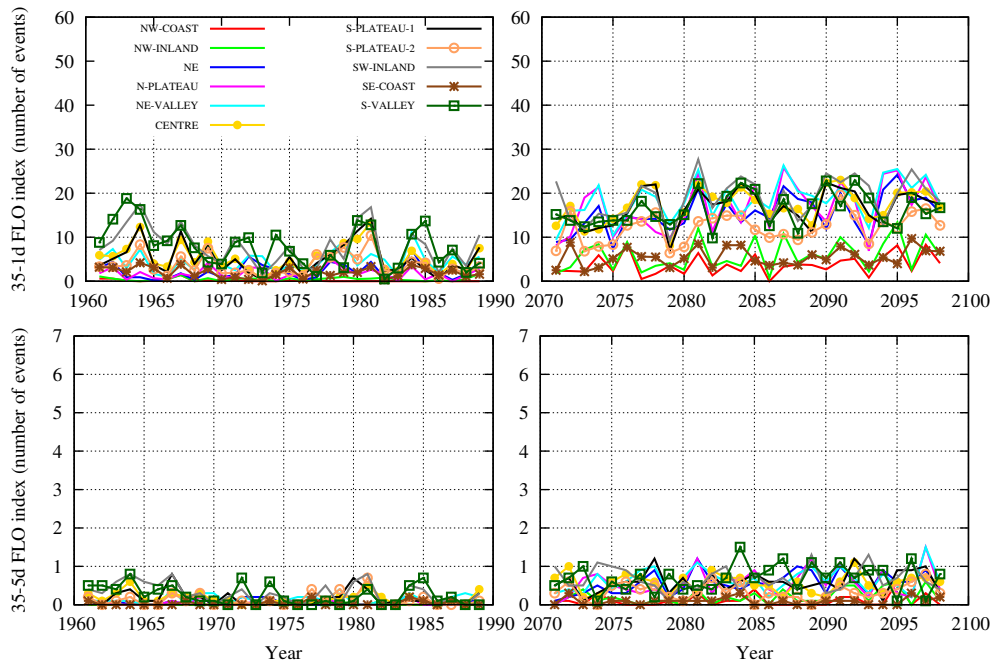 35-1d FLO index (number of events)
60
50
40
30
20
10
0
NW-COAST
NW-INLAND
NE
N-PLATEAU
NE-VALLEY
CENTRE
S-PLATEAU-1
S-PLATEAU-2
SW-INLAND
SE-COAST
S-VALLEY
1960 1965 1970 1975 1980 1985 1990
60
50
40
30
20
10
0
2070 2075 2080 2085 2090 2095 2100
35-5d FLO index (number of events)
7
6
5
4
3
2
1
0
1960 1965 1970 1975 1980 1985 1990
Year
7
6
5
4
3
2
1
0
2070 2075 2080 2085 2090 2095 2100
Year